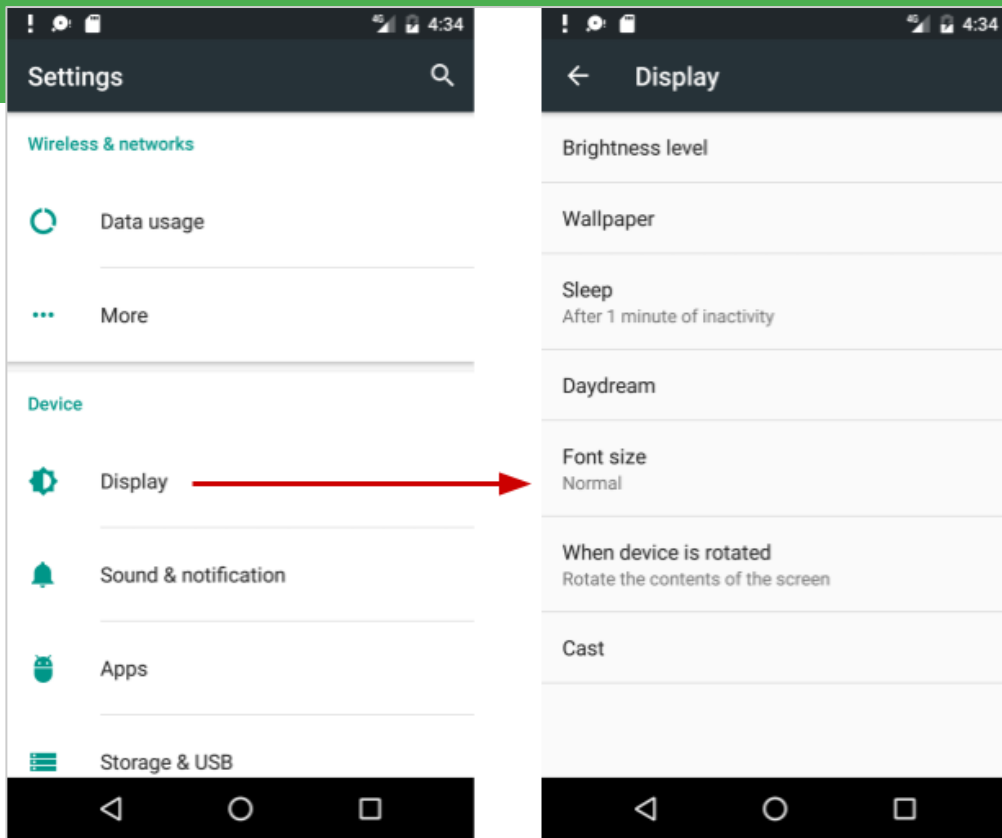 4G 4:34
Settings
Wireless & networks
Data usage
More
Device
Display
Sound & notification
Apps
Storage & USB
4G 4:34
Display
Brightness level
Wallpaper
Sleep
After 1 minute of inactivity
Daydream
Font size
Normal
When device is rotated
Rotate the contents of the screen
Cast